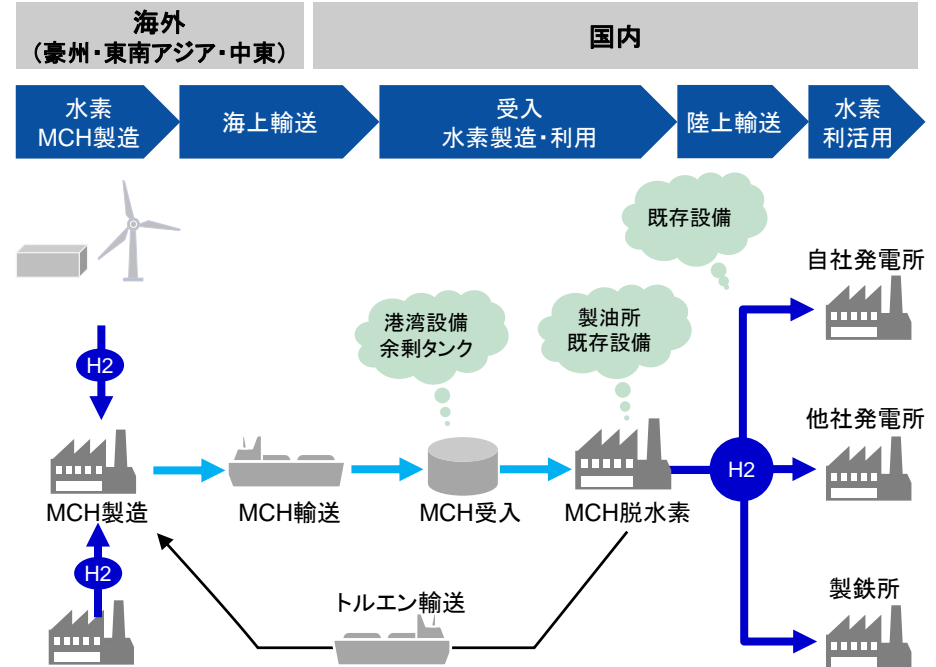 海外
(豪州・東南アジア・中東)
国内
水素
MCH製造
海上輸送
受入
水素製造・利用
陸上輸送
水素
利活用
既存設備
自社発電所
港湾設備
余剰タンク
製油所
既存設備
H2
他社発電所
H2
MCH製造
MCH輸送
MCH受入
MCH脱水素
H2
トルエン輸送
製鉄所